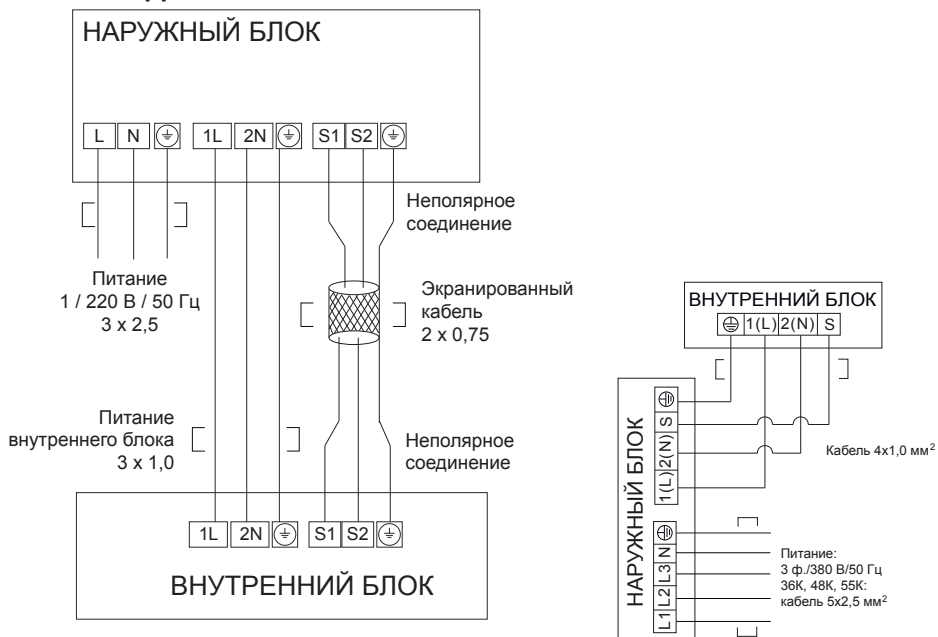 НАРУЖНЫЙ БЛОК
L N 1L 2N S1 S2
Неполярное
соединение
Питание
1 / 220 В / 50 Гц
3 x 2,5
Экранированный
кабель
2 x 0,75
Питание
внутреннего блока
3 x 1,0
Неполярное
соединение
1L 2N S1 S2
ВНУТРЕННИЙ БЛОК
ВНУТРЕННИЙ БЛОК
1(L) 2(N) S
НАРУЖНЫЙ БЛОК
1(L) 2(N) S
L1 L2 L3 N
Кабель 4x1,0 мм²
Питание:
3 ф./380 В/50 Гц
36К, 48К, 55К:
кабель 5x2,5 мм²